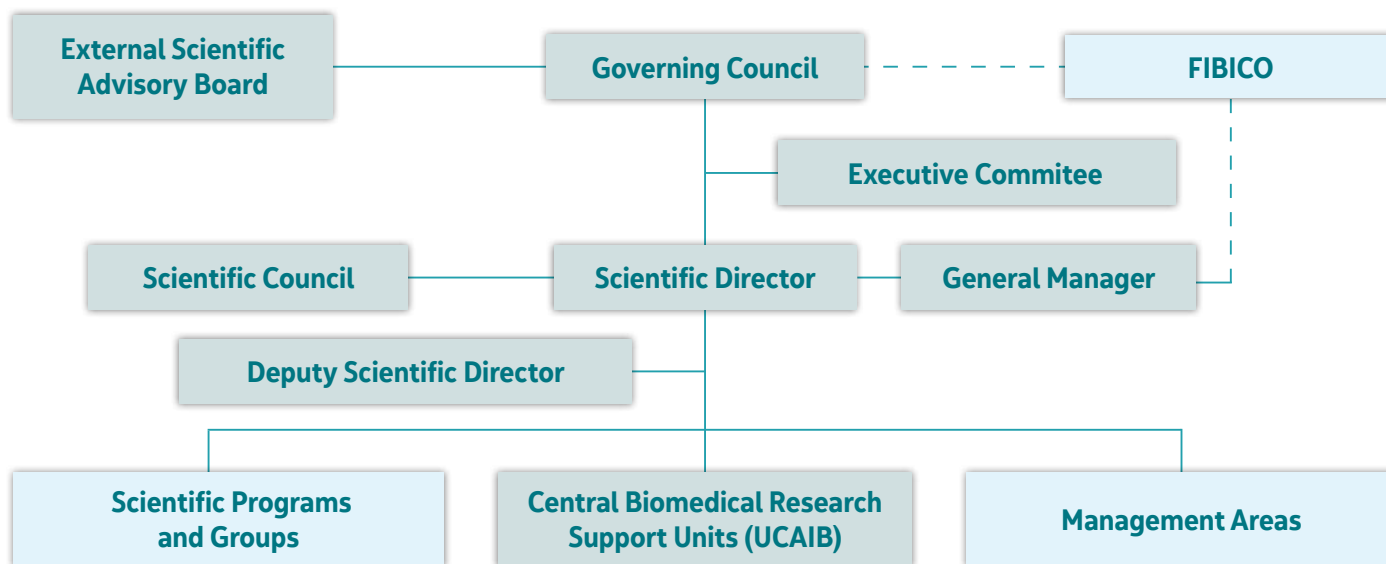 External Scientific
Advisory Board
Governing Council
FIBICO
Executive Commitee
Scientific Council
Scientific Director
General Manager
Deputy Scientific Director
Scientific Programs
and Groups
Central Biomedical Research
Support Units (UCAIB)
Management Areas